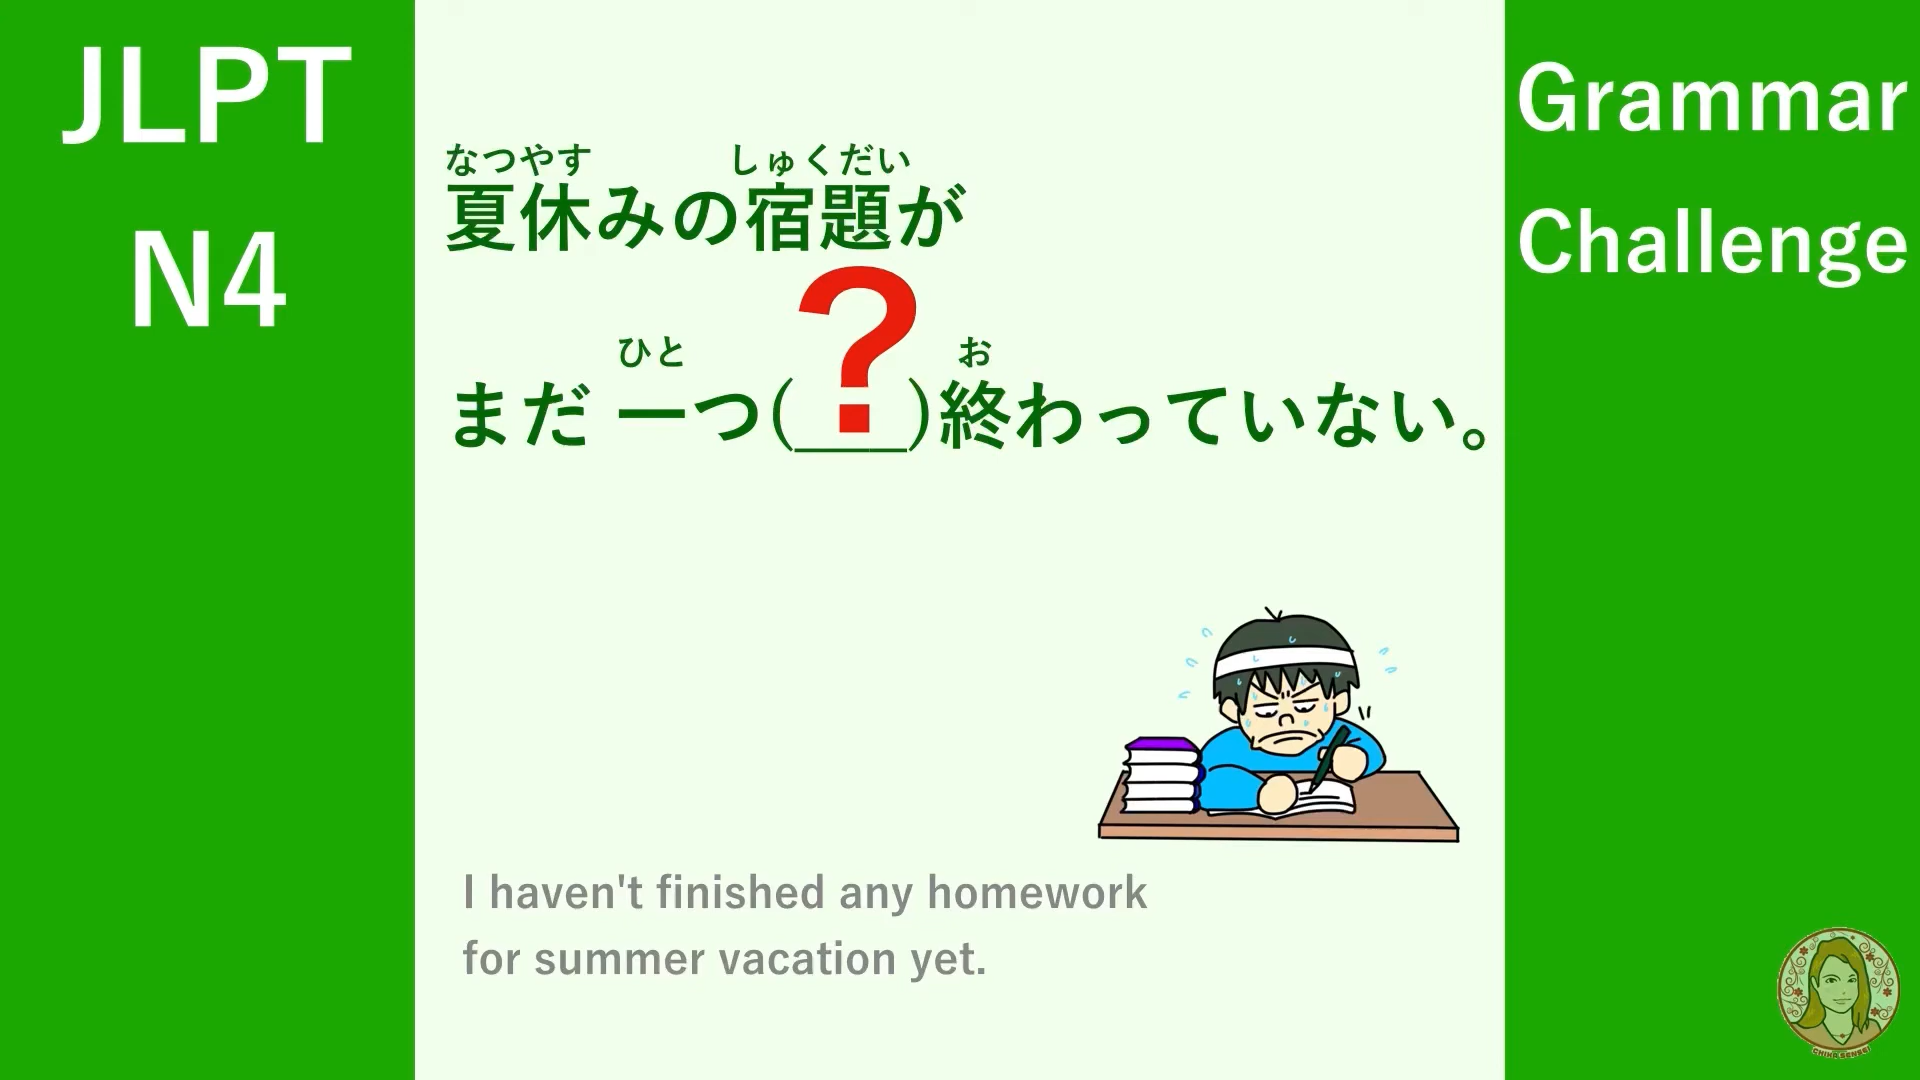 JLPT
N4
Grammar
Challenge
なつやす しゅくだい
夏休みの宿題が
ひと お
まだ 一つ(?)終わっていない。
I haven't finished any homework
for summer vacation yet.
CHIKA SENSEI